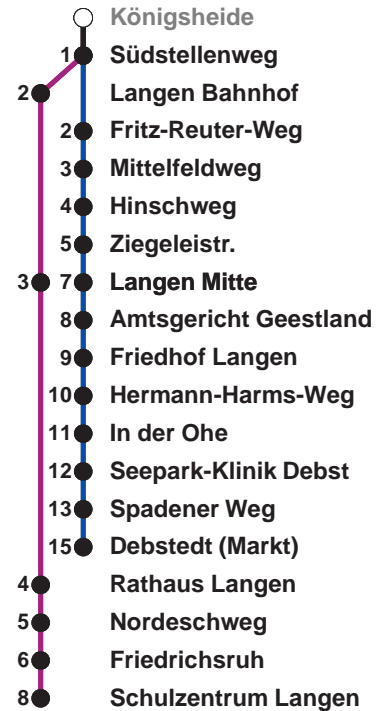 Königsheide
1 Südstellenweg
2 Langen Bahnhof
2 Fritz-Reuter-Weg
3 Mittelfeldweg
4 Hinschweg
5 Ziegeleistr.
3 7 Langen Mitte
8 Amtsgericht Geestland
9 Friedhof Langen
10 Hermann-Harms-Weg
11 In der Ohe
12 Seepark-Klinik Debst
13 Spadener Weg
15 Debstedt (Markt)
4 Rathaus Langen
5 Nordeschweg
6 Friedrichsruh
8 Schulzentrum Langen